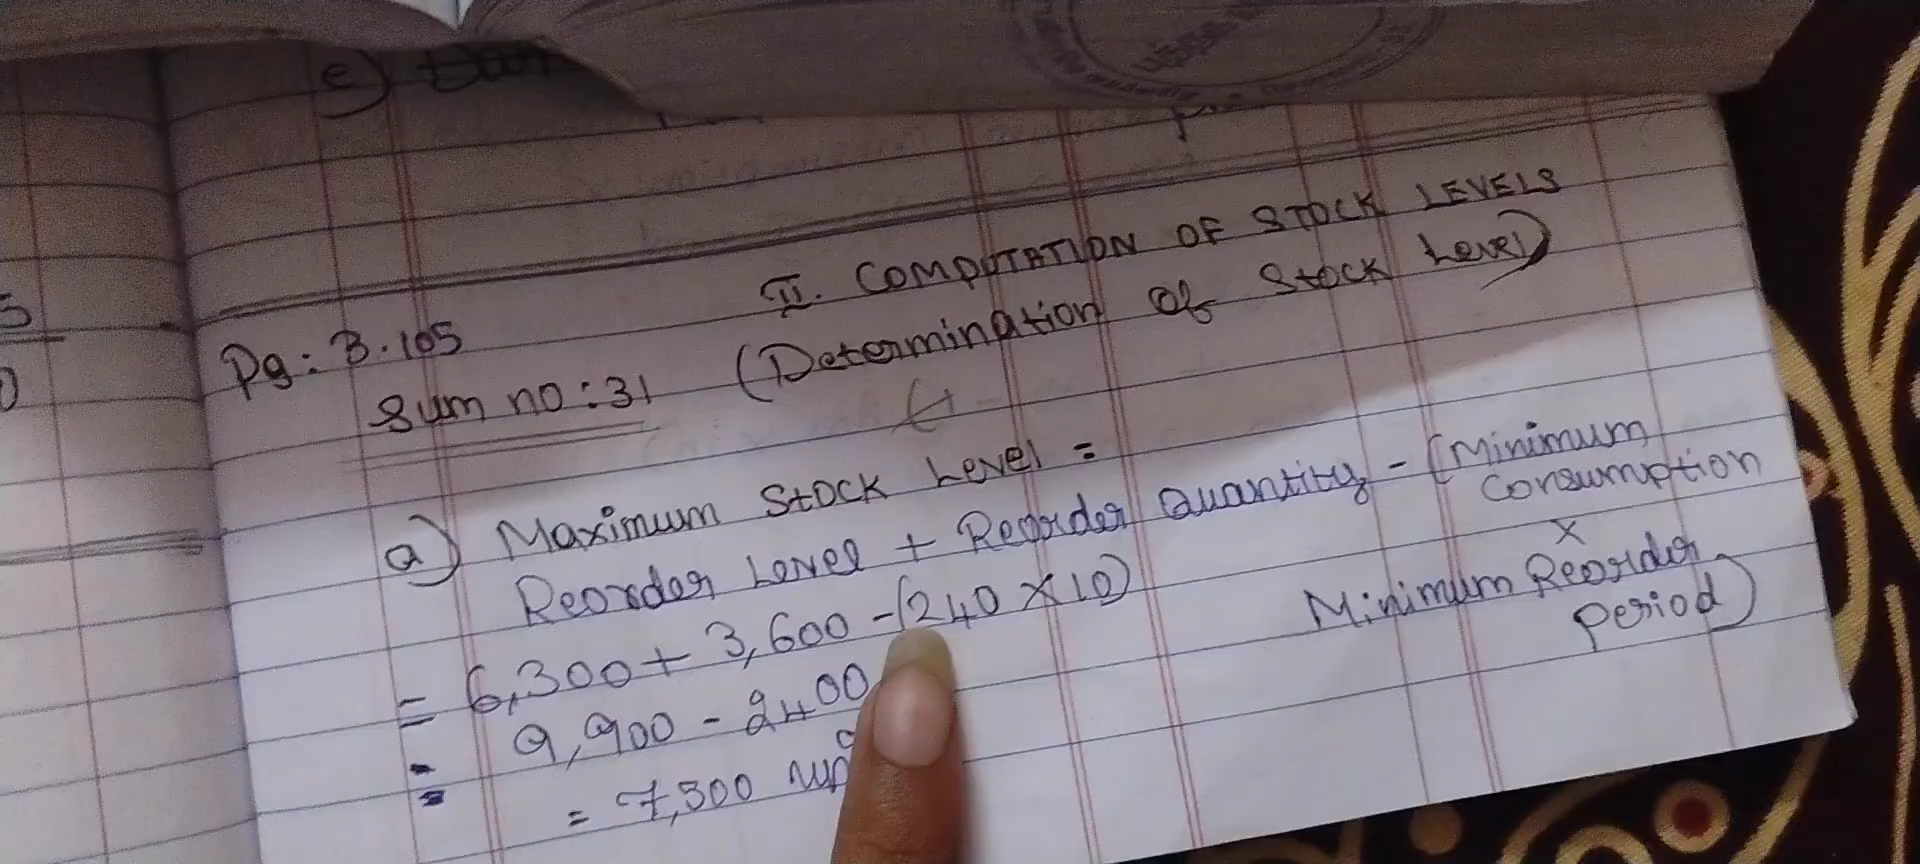 e)
II. COMPUTATION OF STOCK LEVELS
(Determination of Stock Level)
Pg: 3.105
Sum no: 31
a) Maximum Stock Level =
Reorder Level + Reorder Quantity - (Minimum
Consumption
x
Minimum Reorder
Period)
= 6,300 + 3,600 - (240 x 10)
= 9,900 - 2400
= 7,500